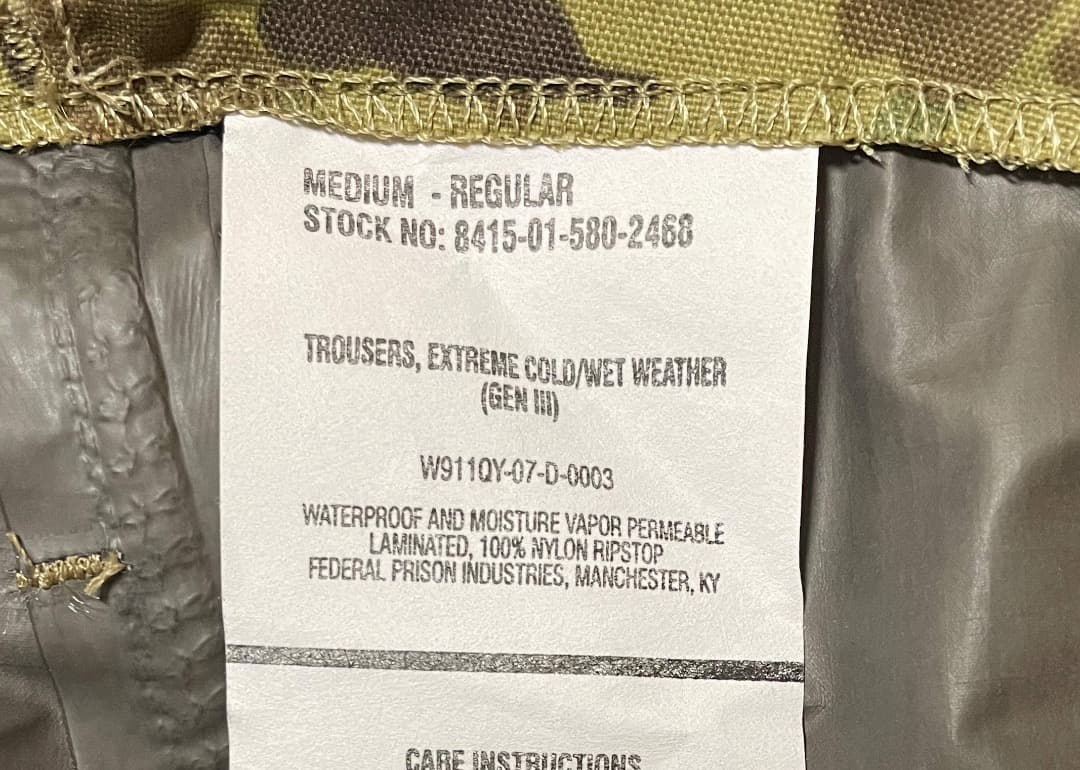 MEDIUM - REGULAR
STOCK NO: 8415-01-580-2468
TROUSERS, EXTREME COLD/WET WEATHER
(GEN III)
W911QY-07-D-0003
WATERPROOF AND MOISTURE VAPOR PERMEABLE
LAMINATED, 100% NYLON RIPSTOP
FEDERAL PRISON INDUSTRIES, MANCHESTER, KY
CARE INSTRUCTIONS